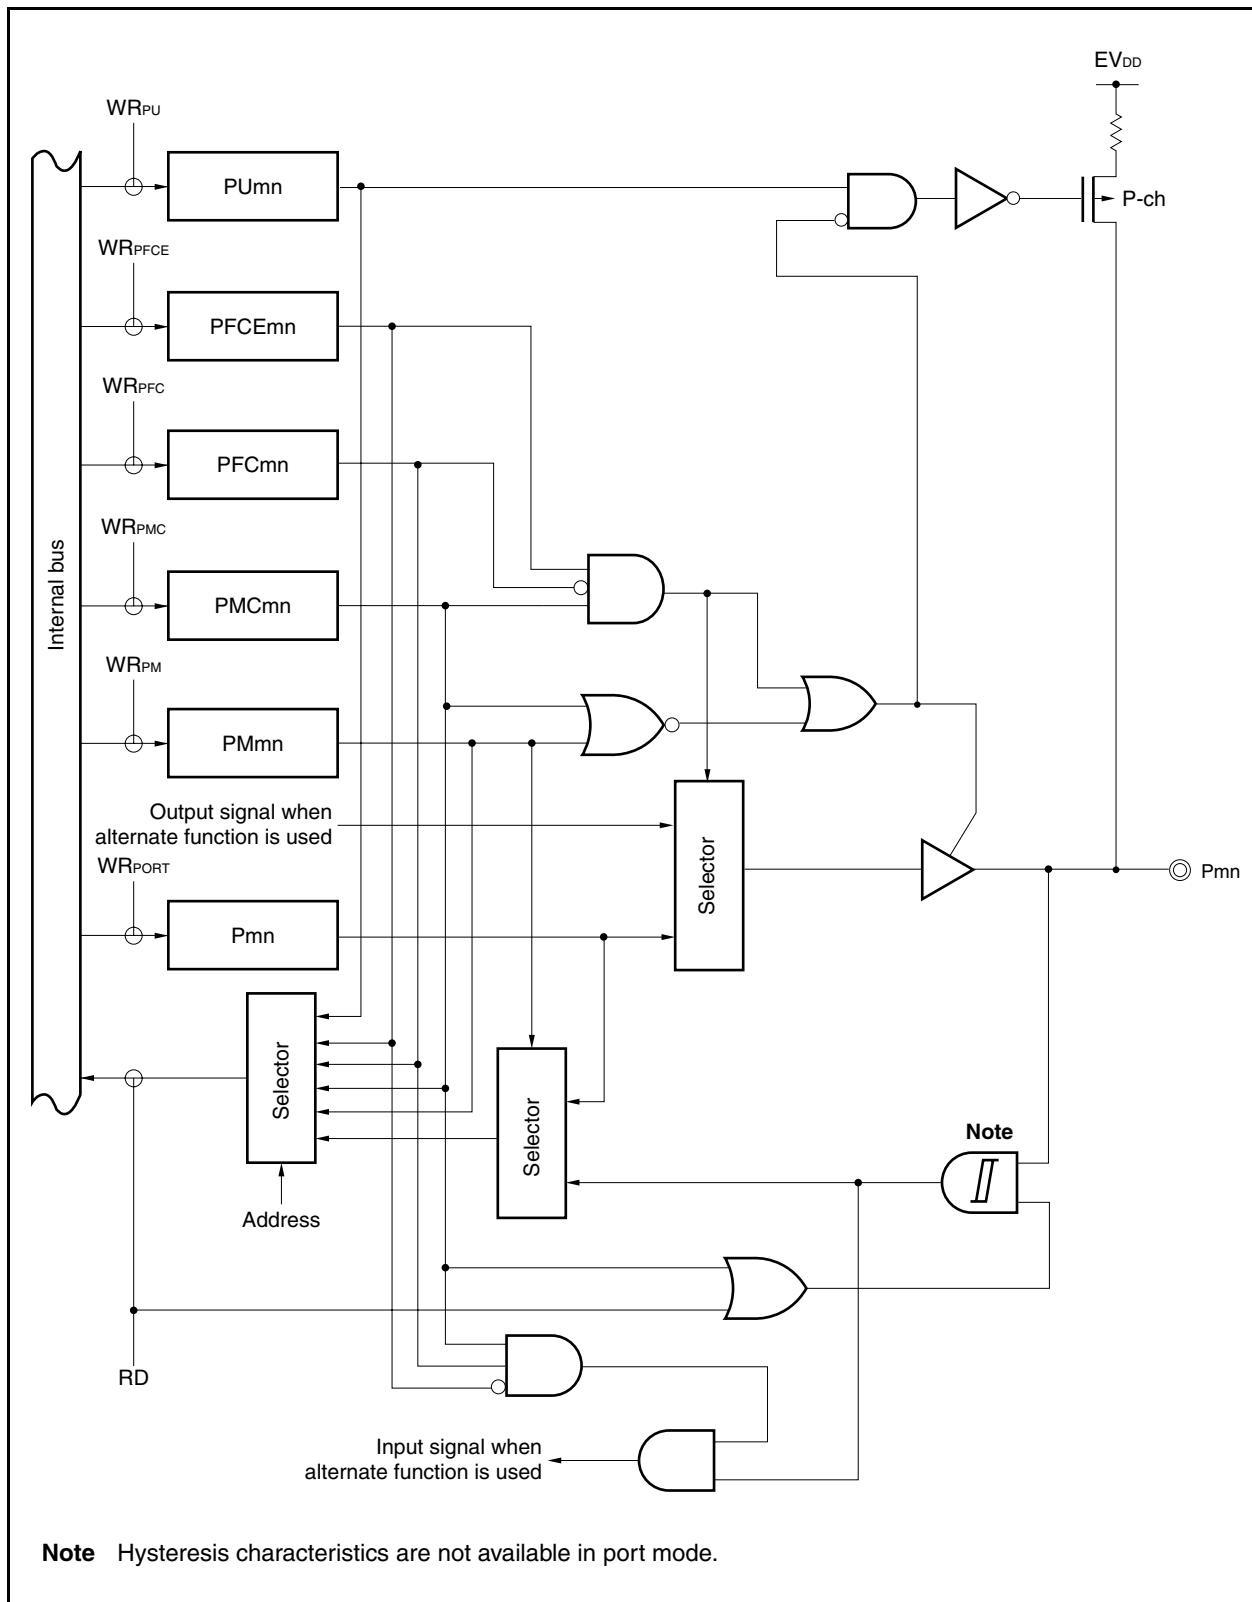 EVDD
WRPU
PUmn
P-ch
WRPFCE
PFCEmn
WRPFC
PFCmn
WRPMC
Internal bus
PMCmn
WRPM
PMmn
Output signal when
alternate function is used
Selector
WRPORT
Pmn
Pmn
Selector
Selector
Note
Address
RD
Input signal when
alternate function is used
Note Hysteresis characteristics are not available in port mode.